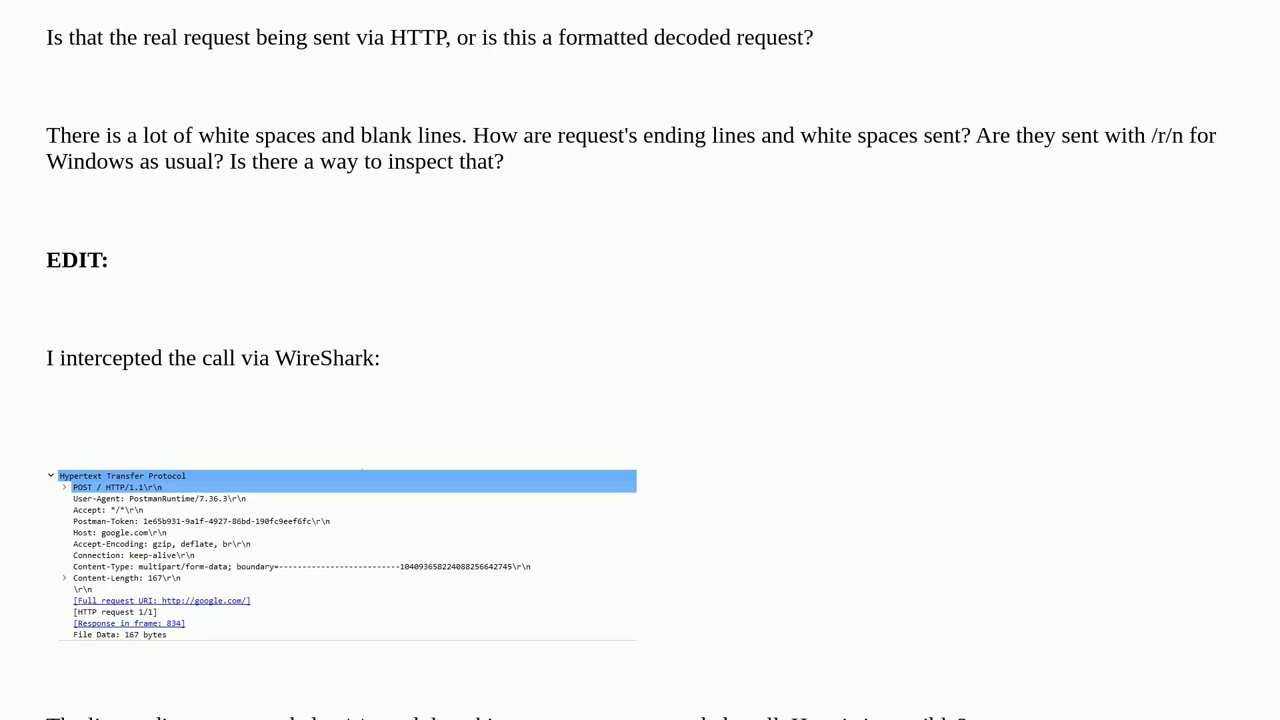 Is that the real request being sent via HTTP, or is this a formatted decoded request?
There is a lot of white spaces and blank lines. How are request's ending lines and white spaces sent? Are they sent with /r/n for
Windows as usual? Is there a way to inspect that?
EDIT:
I intercepted the call via WireShark:
Hypertext Transfer Protocol
POST / HTTP/1.1\r\n
User-Agent: PostmanRuntime/7.36.3\r\n
Accept: */*\r\n
Postman-Token: 1e65b931-9a1f-4927-86bd-190fc9eef6fc\r\n
Host: google.com\r\n
Accept-Encoding: gzip, deflate, br\r\n
Connection: keep-alive\r\n
Content-Type: multipart/form-data; boundary=--------------------------104093658224088256642745\r\n
Content-Length: 167\r\n
\r\n
[Full request URI: http://google.com/]
[HTTP request 1/1]
[Response in frame: 834]
File Data: 167 bytes